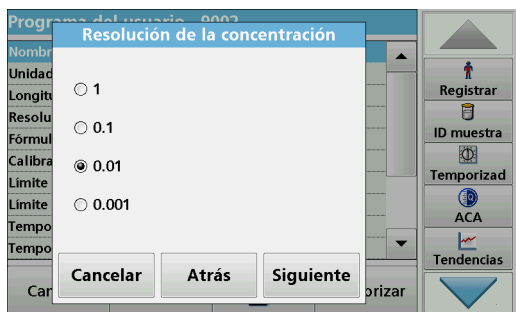 Programa del usuario 9002
Resolución de la concentración
Nombr
Unidad
Longitu
Resolu
Fórmul
Calibra
Límite
Límite
Tempo
Tempo
1
0.1
0.01
0.001
Cancelar Atrás Siguiente
Can orizar
Registrar
ID muestra
Temporizad
ACA
Tendencias